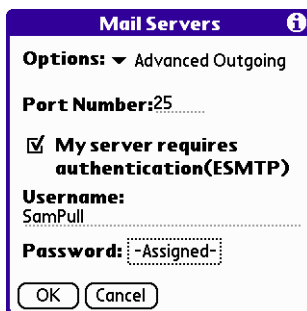 Mail Servers
Options: Advanced Outgoing
Port Number:25
My server requires
authentication(ESMTP)
Username:
SamPull
Password: -Assigned-
OK Cancel